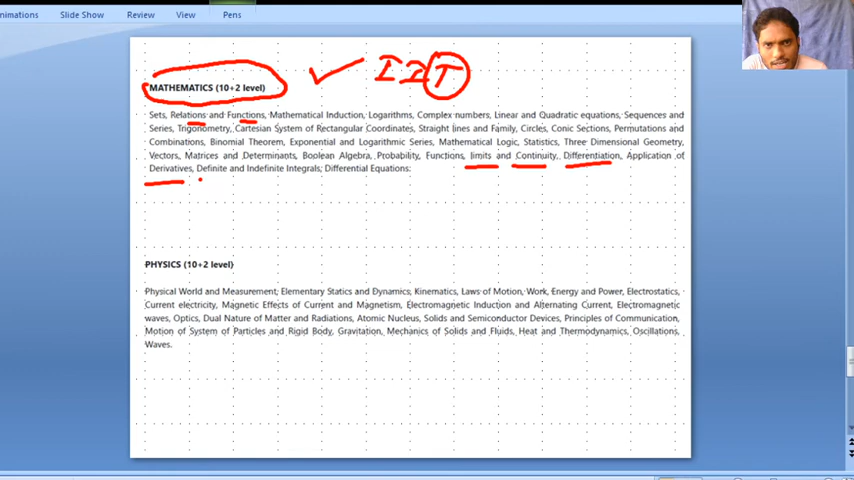 nimations Slide Show Review View Pens
IIT
MATHEMATICS (10+2 level)
Sets, Relations and Functions, Mathematical Induction, Logarithms, Complex numbers, Linear and Quadratic equations, Sequences and
Series, Trigonometry, Cartesian System of Rectangular Coordinates, Straight lines and Family, Circles, Conic Sections, Permutations and
Combinations, Binomial Theorem, Exponential and Logarithmic Series, Mathematical Logic, Statistics, Three Dimensional Geometry,
Vectors, Matrices and Determinants, Boolean Algebra, Probability, Functions, limits and Continuity, Differentiation, Application of
Derivatives, Definite and Indefinite Integrals; Differential Equations:
PHYSICS (10+2 level)
Physical World and Measurement; Elementary Statics and Dynamics, Kinematics, Laws of Motion, Work, Energy and Power, Electrostatics,
Current electricity, Magnetic Effects of Current and Magnetism, Electromagnetic Induction and Alternating Current, Electromagnetic
waves, Optics, Dual Nature of Matter and Radiations, Atomic Nucleus, Solids and Semiconductor Devices, Principles of Communication,
Motion of System of Particles and Rigid Body, Gravitation, Mechanics of Solids and Fluids, Heat and Thermodynamics, Oscillations,
Waves.